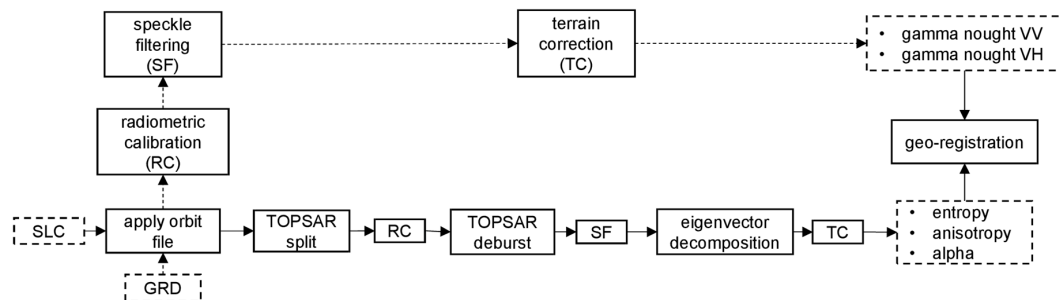 speckle
filtering
(SF)
terrain
correction
(TC)
• gamma nought VV
• gamma nought VH
radiometric
calibration
(RC)
geo-registration
SLC
apply orbit
file
TOPSAR
split
RC
TOPSAR
deburst
SF
eigenvector
decomposition
TC
• entropy
• anisotropy
• alpha
GRD